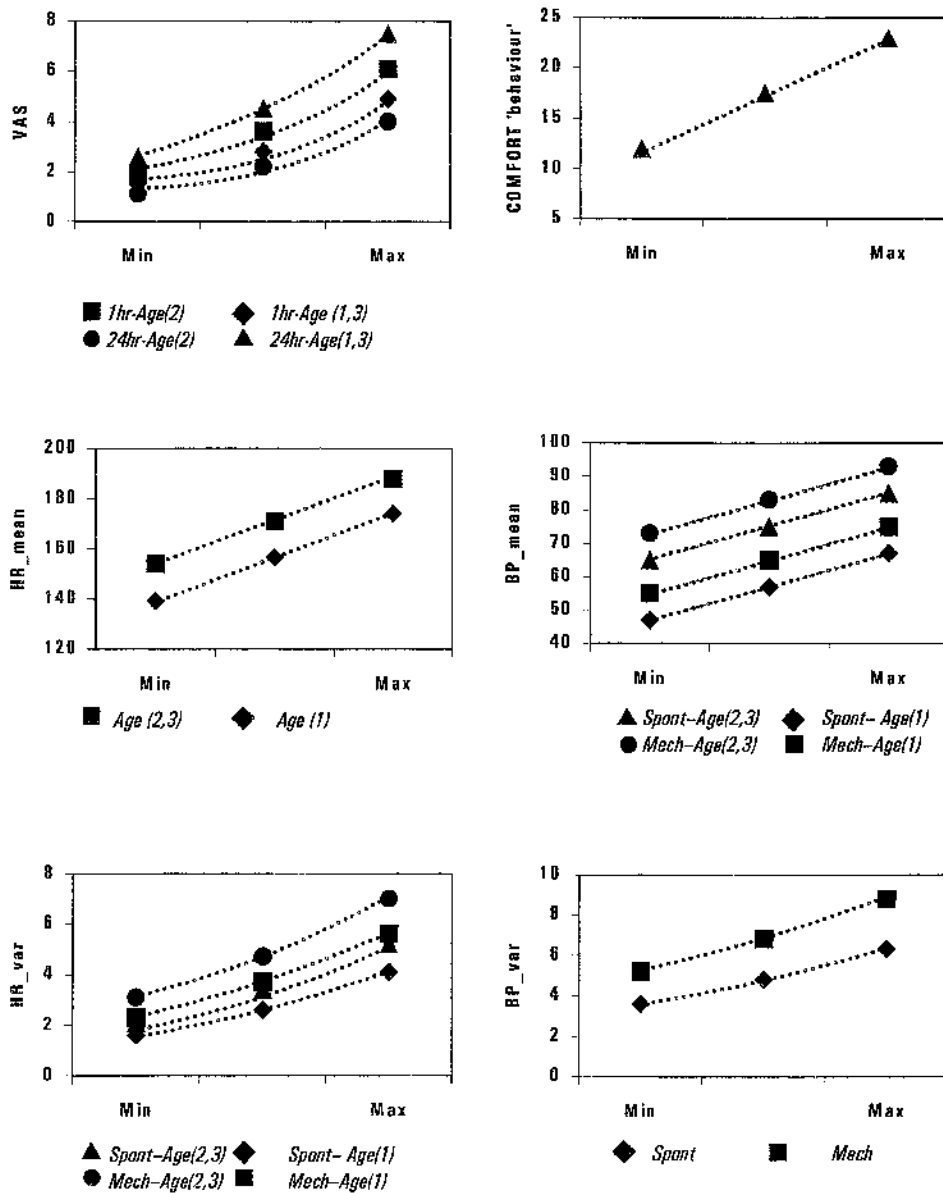 8
6
4
2
0
VAS
Min Max
■ 1hr-Age(2) ◆ 1hr-Age (1,3)
● 24hr-Age(2) ▲ 24hr-Age(1,3)
25
20
15
10
5
COMFORT 'behaviour'
Min Max
200
180
160
140
120
HR_mean
Min Max
■ Age (2,3) ◆ Age (1)
100
90
80
70
60
50
40
BP_mean
Min Max
▲ Spont-Age(2,3) ◆ Spont- Age(1)
● Mech-Age(2,3) ■ Mech-Age(1)
8
6
4
2
0
HR_var
Min Max
▲ Spont-Age(2,3) ◆ Spont- Age(1)
● Mech-Age(2,3) ■ Mech-Age(1)
10
8
6
4
2
0
BP_var
Min Max
◆ Spont ■ Mech